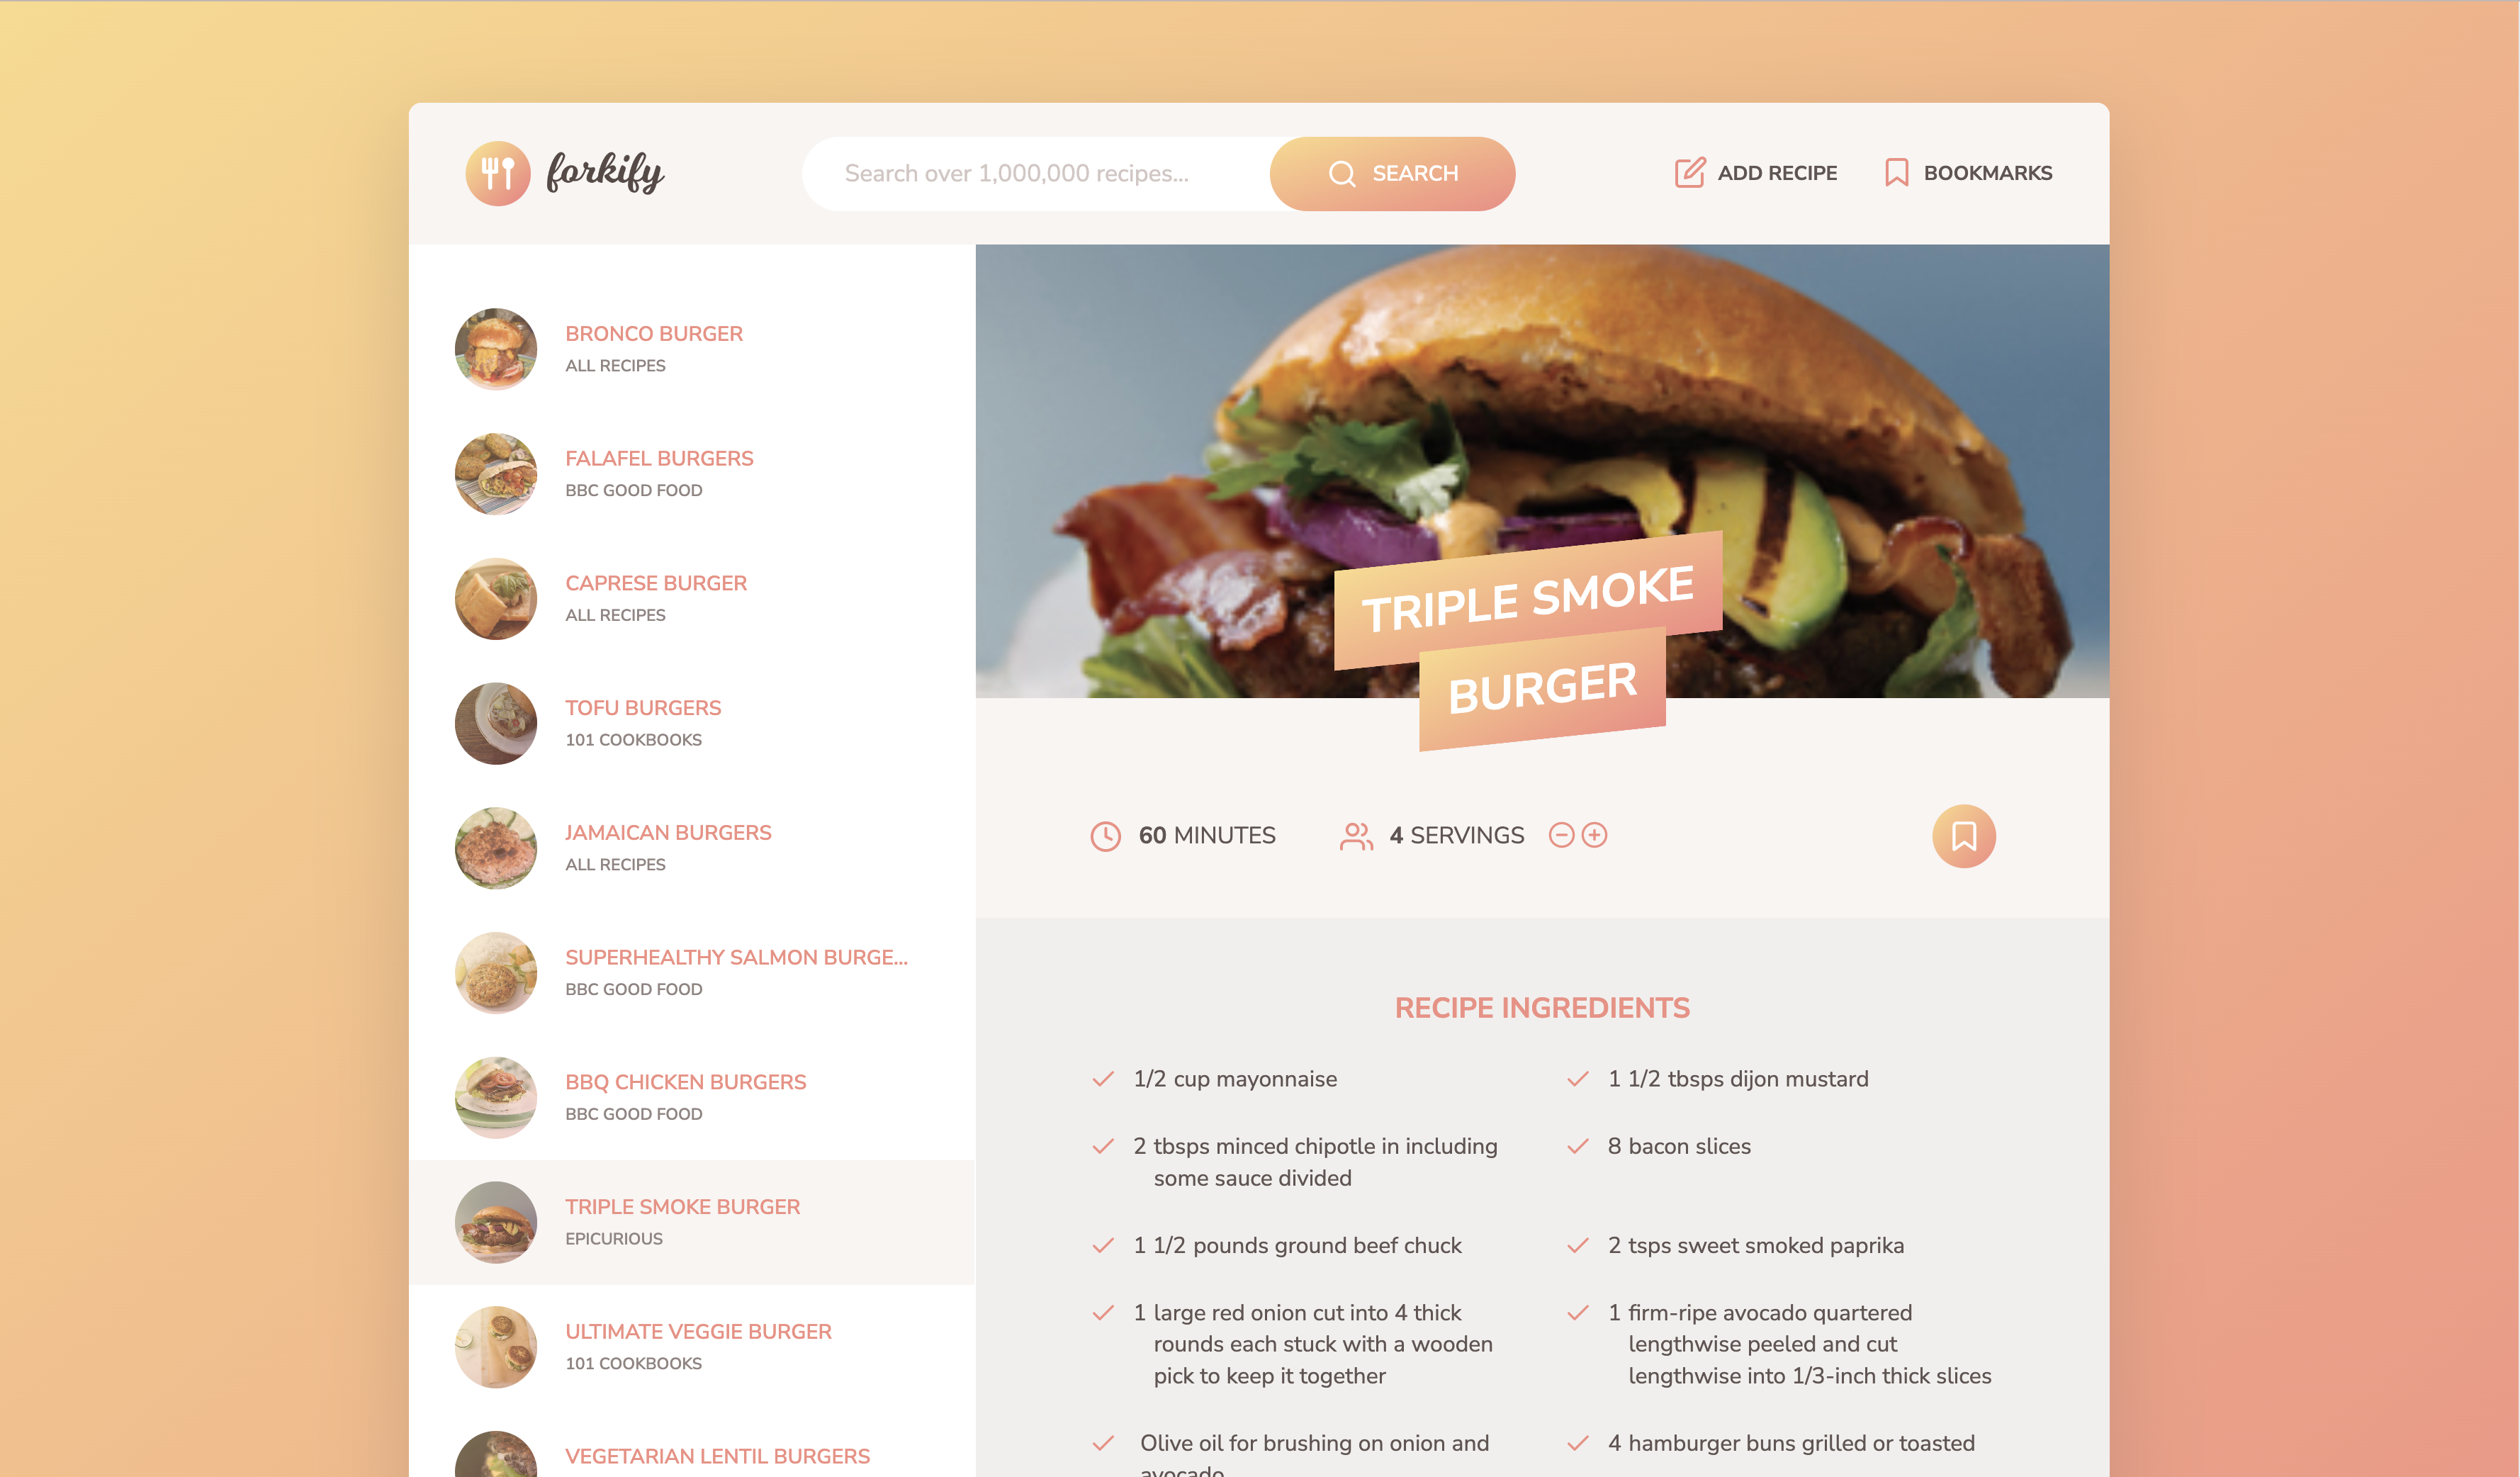 forkify
Search over 1,000,000 recipes...
SEARCH
ADD RECIPE
BOOKMARKS
BRONCO BURGER
ALL RECIPES
FALAFEL BURGERS
BBC GOOD FOOD
CAPRESE BURGER
ALL RECIPES
TOFU BURGERS
101 COOKBOOKS
JAMAICAN BURGERS
ALL RECIPES
SUPERHEALTHY SALMON BURGE...
BBC GOOD FOOD
BBQ CHICKEN BURGERS
BBC GOOD FOOD
TRIPLE SMOKE BURGER
EPICURIOUS
ULTIMATE VEGGIE BURGER
101 COOKBOOKS
VEGETARIAN LENTIL BURGERS
TRIPLE SMOKE
BURGER
60 MINUTES
4 SERVINGS
RECIPE INGREDIENTS
1/2 cup mayonnaise
1 1/2 tbsps dijon mustard
2 tbsps minced chipotle in including
some sauce divided
8 bacon slices
1 1/2 pounds ground beef chuck
2 tsps sweet smoked paprika
1 large red onion cut into 4 thick
rounds each stuck with a wooden
pick to keep it together
1 firm-ripe avocado quartered
lengthwise peeled and cut
lengthwise into 1/3-inch thick slices
Olive oil for brushing on onion and
avocado
4 hamburger buns grilled or toasted